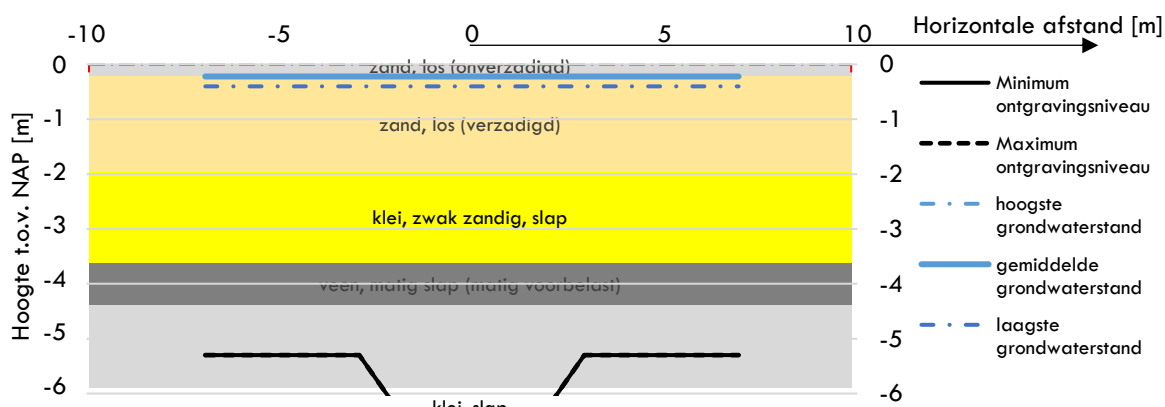 Horizontale afstand [m]
-10 -5 0 5 10
Hoogte t.o.v. NAP [m]
0 0
-1 -1
-2 -2
-3 -3
-4 -4
-5 -5
-6 -6
zand, los (onverzadigd)
zand, los (verzadigd)
klei, zwak zandig, slap
veen, matig slap (matig voorbelast)
klei, slap
Minimum
ontgravingsniveau
Maximum
ontgravingsniveau
hoogste
grondwaterstand
gemiddelde
grondwaterstand
laagste
grondwaterstand